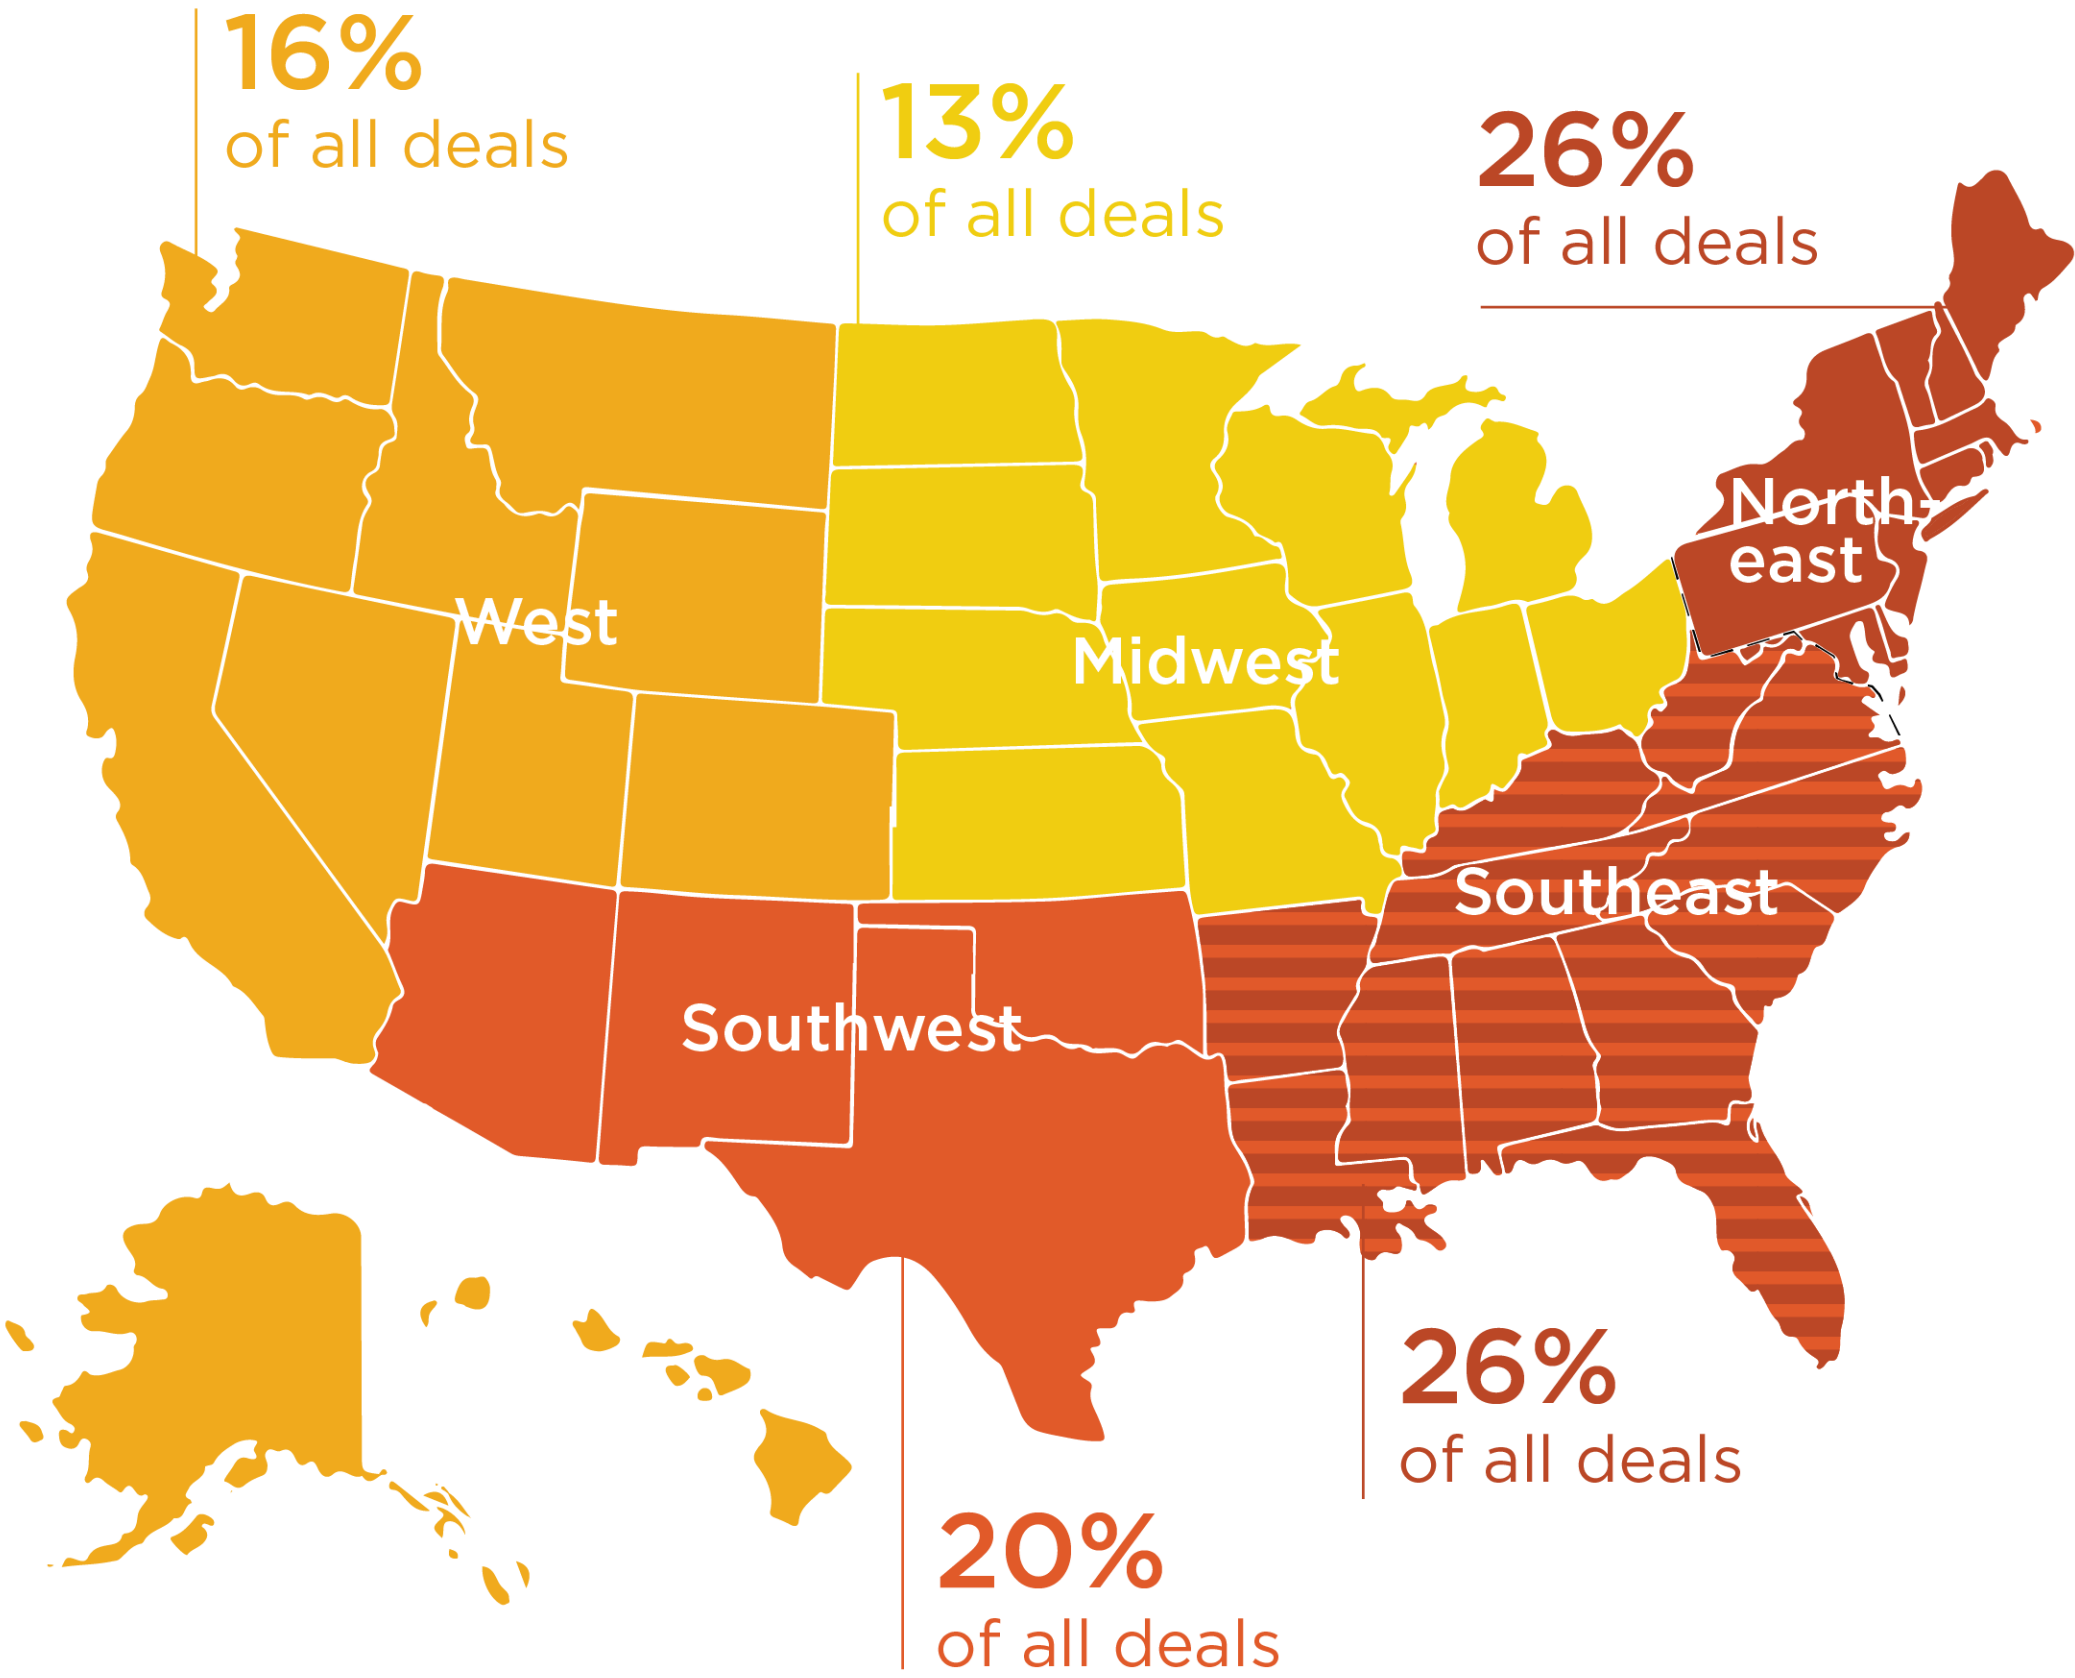 16%
of all deals
13%
of all deals
26%
of all deals
North-
east
West
Midwest
Southeast
Southwest
26%
of all deals
20%
of all deals